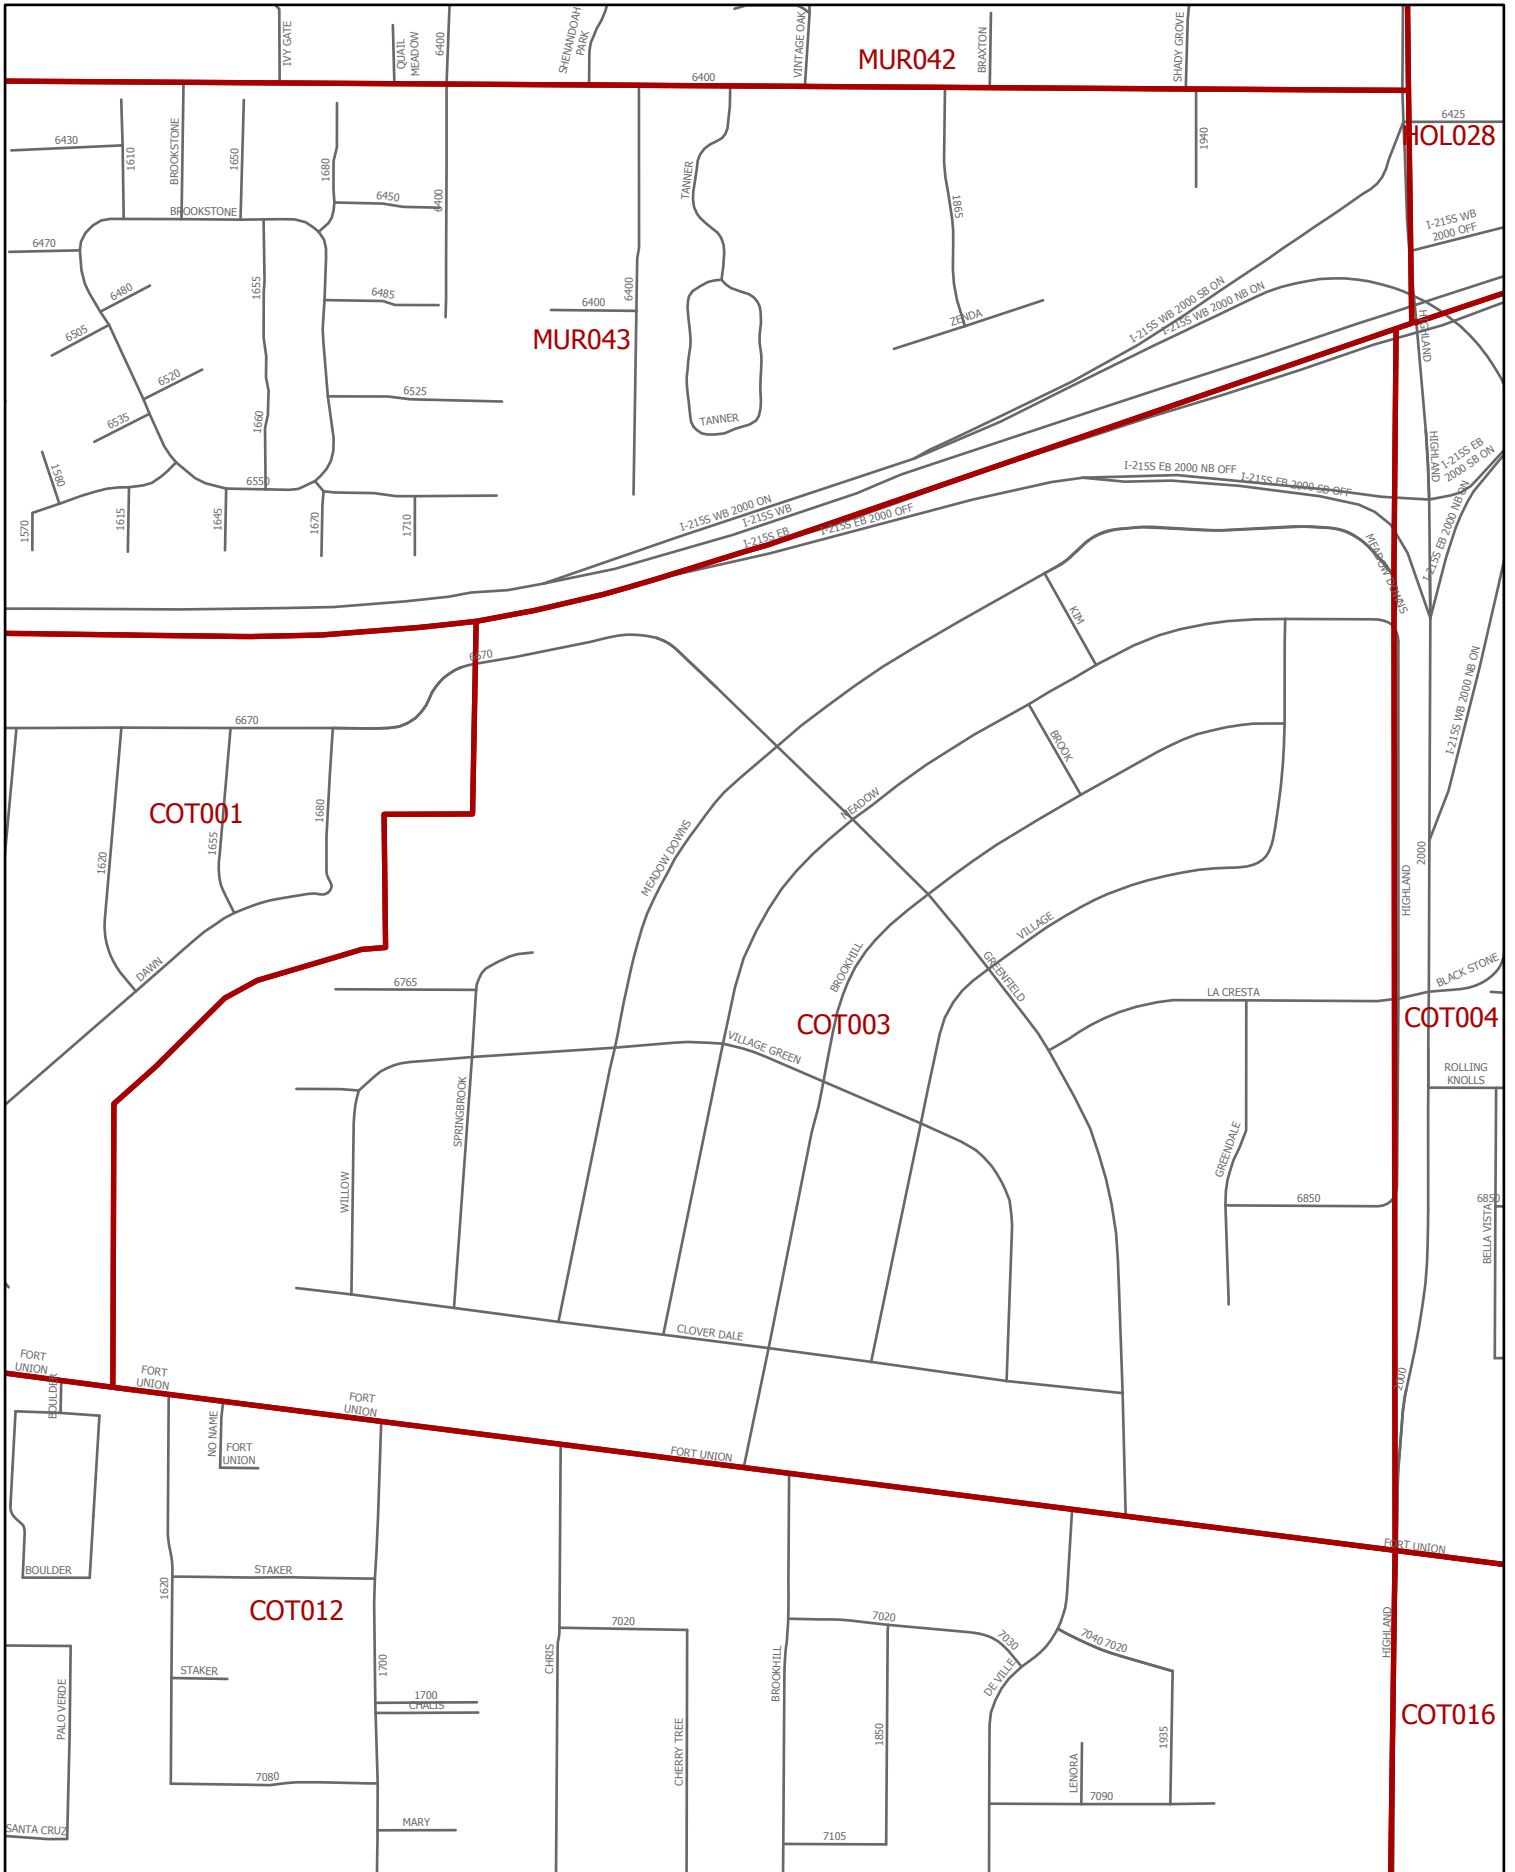 IVY GATE
QUAIL
MEADOW
6400
SHENANDOAH
PARK
VINTAGE OAK
MUR042
BRAXTON
SHADY GROVE
6400
6425
HOL028
6430
1610
BROOKSTONE
1650
1680
6450
6400
TANNER
1940
BROOKSTONE
1865
I-215S WB
2000 OFF
6470
6480
1655
6485
6400
6400
I-215S WB 2000 SB ON
I-215S WB 2000 NB ON
ZENDA
HIGHLAND
6505
MUR043
6520
6525
6535
1660
TANNER
HIGHLAND
I-215S EB
2000 SB ON
1580
6550
I-215S EB 2000 NB OFF
I-215S EB 2000 SB OFF
1570
1615
1645
1670
1710
I-215S WB 2000 ON
I-215S WB
I-215S EB
I-215S EB 2000 OFF
I-215S EB 2000 NB ON
MEADOW DOWNS
KIM
6670
6670
BROOK
I-215S WB 2000 NB ON
COT001
1620
1655
1680
MEADOW DOWNS
MEADOW
2000
HIGHLAND
VILLAGE
DAWN
BROOKHILL
GREENFIELD
BLACK STONE
6765
LA CRESTA
COT003
COT004
VILLAGE GREEN
ROLLING
KNOLLS
SPRINGBROOK
WILLOW
GREENDALE
6850
6850
BELLA VISTA
CLOVER DALE
FORT
UNION
BOULDER
FORT
UNION
FORT
UNION
2000
NO NAME
FORT
UNION
FORT UNION
FORT UNION
BOULDER
1620
STAKER
COT012
7020
7020
7030
7040 7020
HIGHLAND
STAKER
1700
CHRIS
BROOKHILL
DE VILLE
PALO VERDE
1700
CHALIS
COT016
CHERRY TREE
1850
1935
LENORA
7080
7090
SANTA CRUZ
MARY
7105